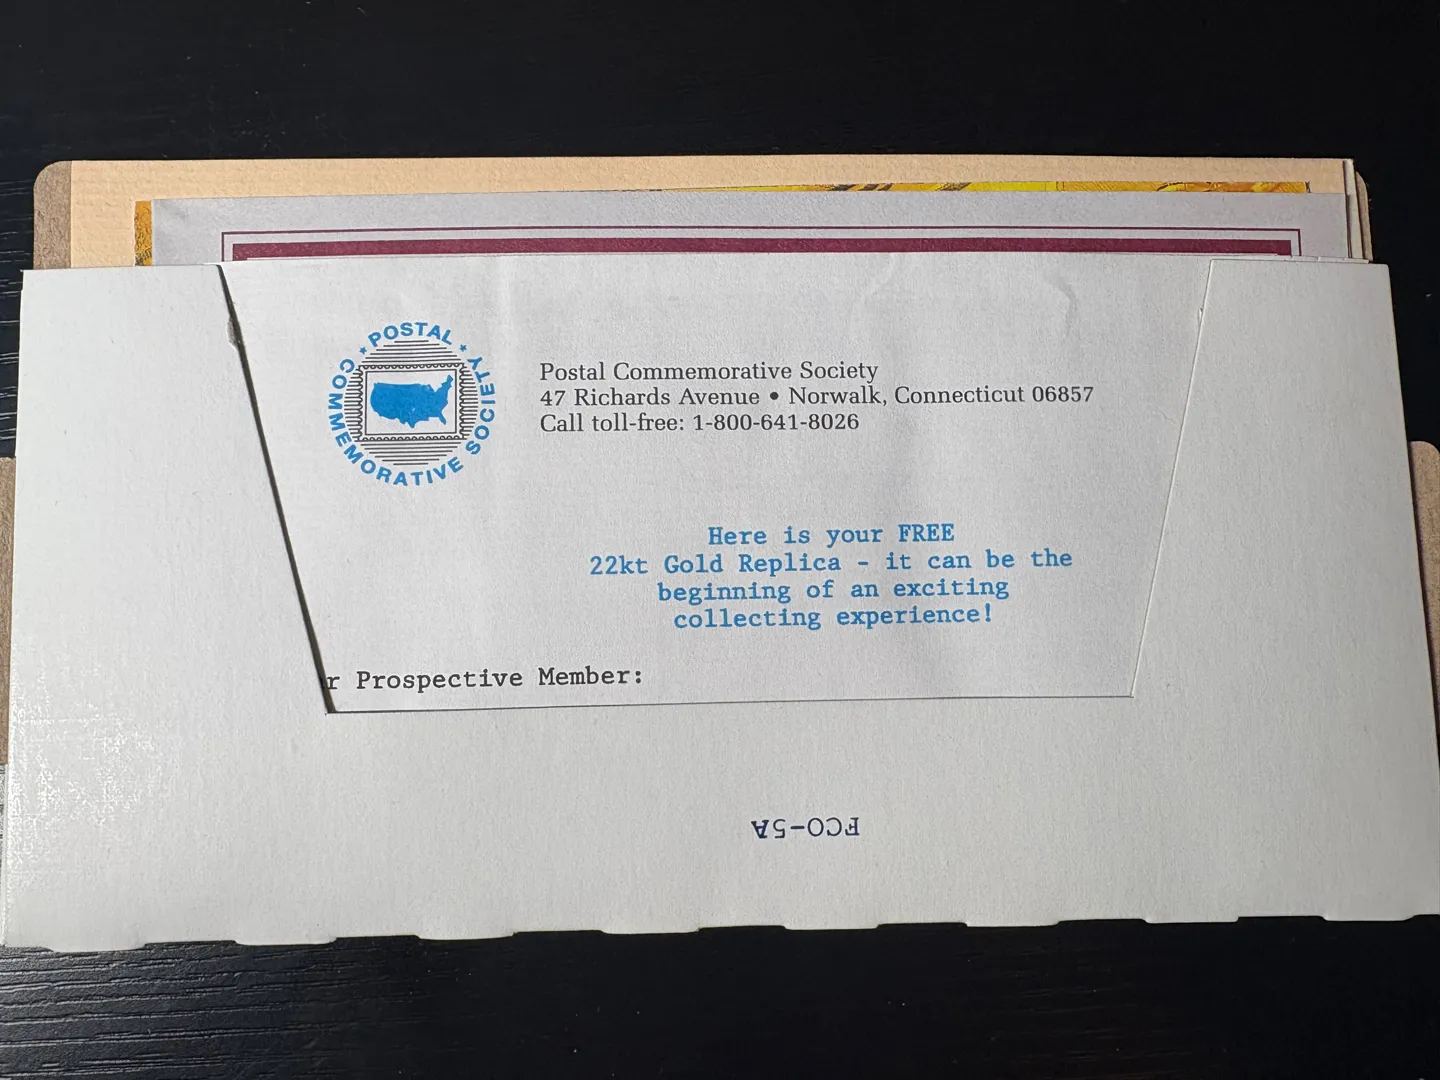 POSTAL COMMEMORATIVE SOCIETY
Postal Commemorative Society
47 Richards Avenue • Norwalk, Connecticut 06857
Call toll-free: 1-800-641-8026
Here is your FREE
22kt Gold Replica - it can be the
beginning of an exciting
collecting experience!
r Prospective Member:
FCO-5A